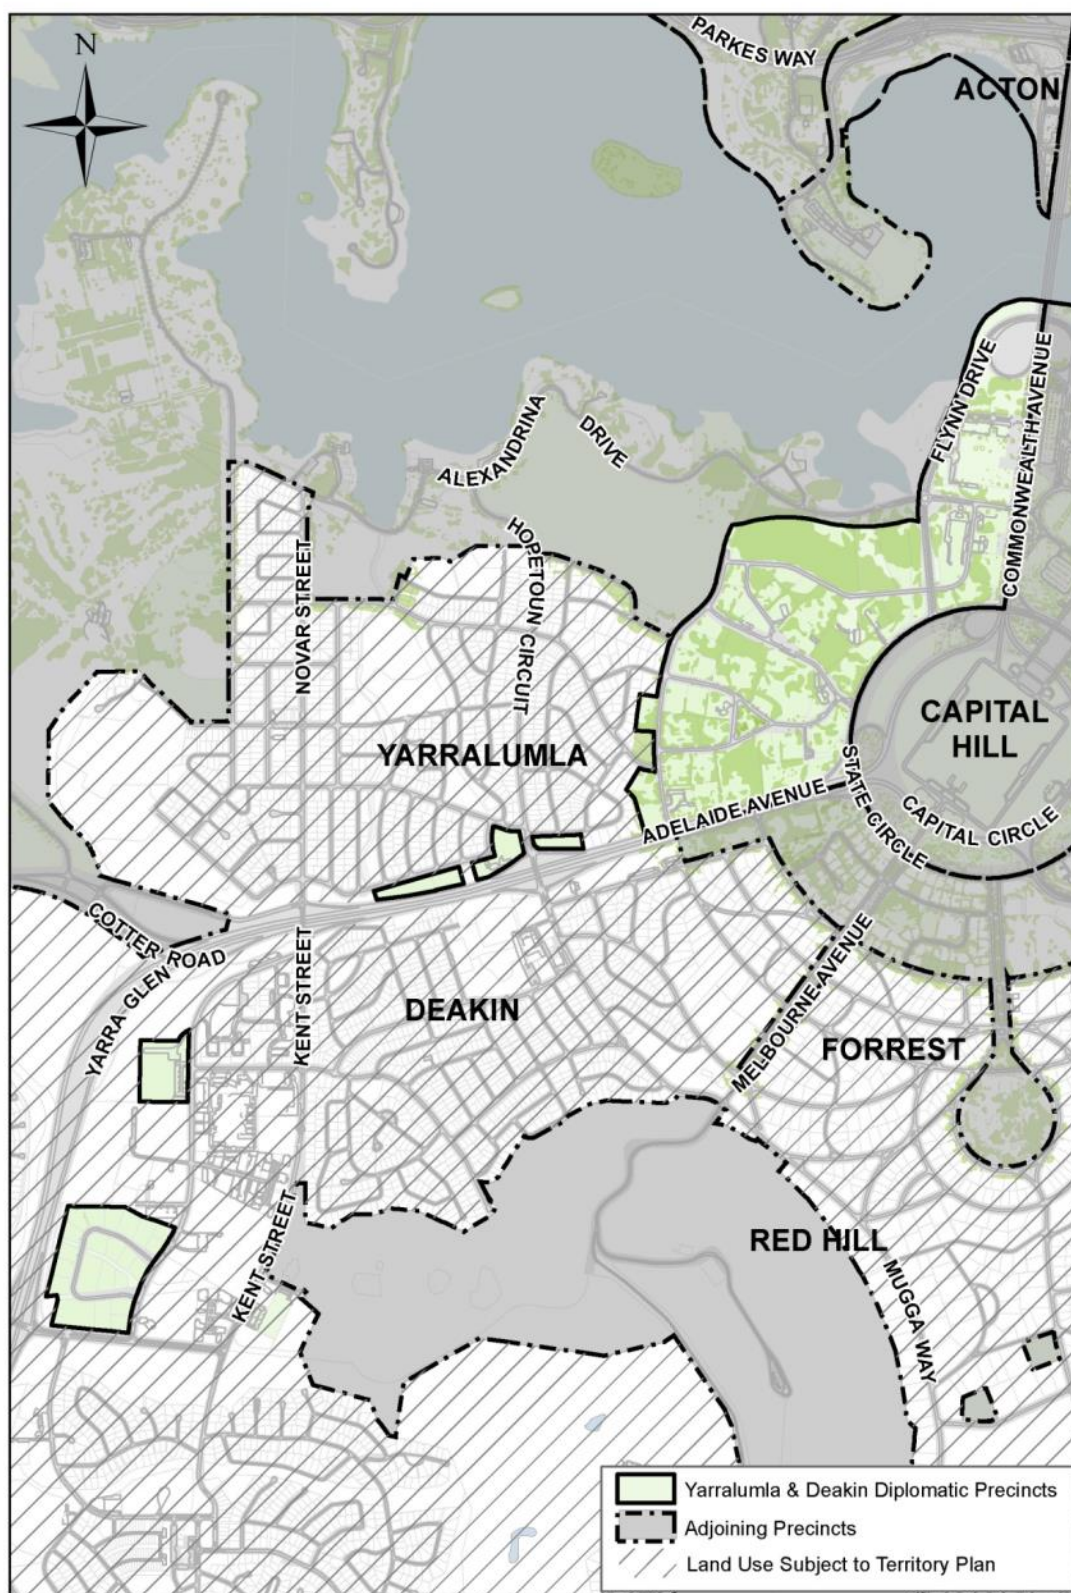 N
PARKES WAY
ACTON
FLYNN DRIVE
COMMONWEALTH AVENUE
ALEXANDRINA
DRIVE
HOPETOUN CIRCUIT
NOVAR STREET
CAPITAL
HILL
YARRALUMLA
STATE CIRCLE
ADELAIDE AVENUE
CAPITAL CIRCLE
COTTER ROAD
YARRA GLEN
KENT STREET
DEAKIN
MELBOURNE AVENUE
FORREST
KENT STREET
RED HILL
MUGGA WAY
Yarralumla & Deakin Diplomatic Precincts
Adjoining Precincts
Land Use Subject to Territory Plan